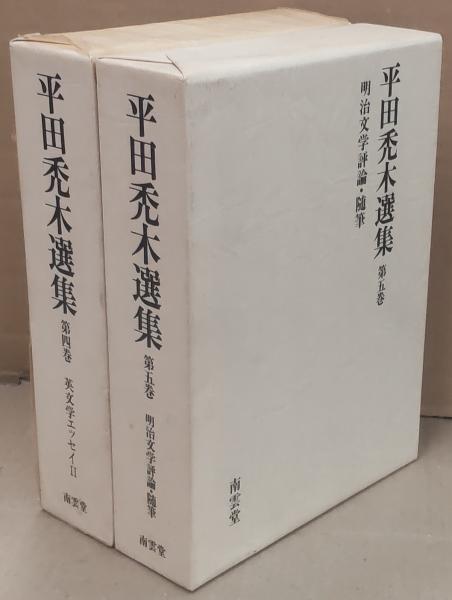 平田禿木選集
第四巻
英文学エッセイII
南雲堂
平田禿木選集
第五巻
明治文学評論・随筆
南雲堂
平田禿木選集
第五巻
明治文学評論・随筆
南雲堂